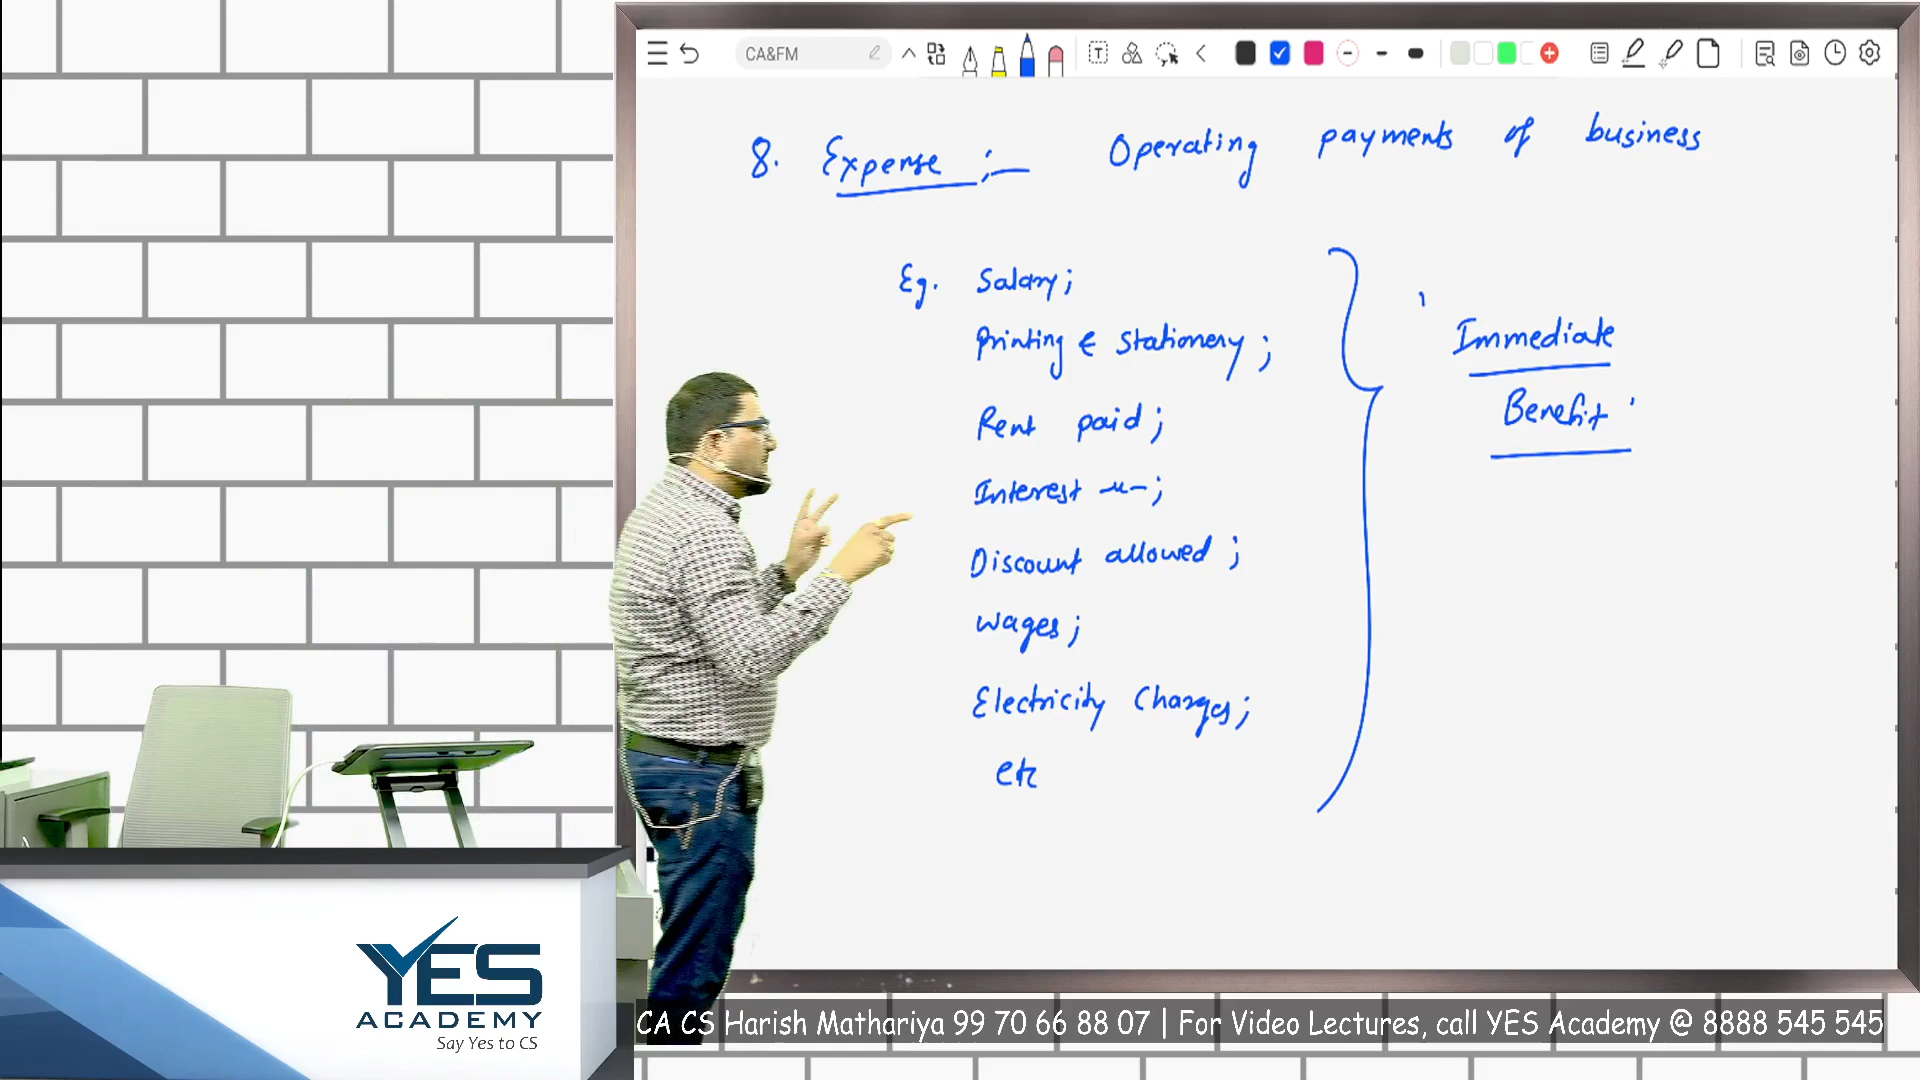 CA&FM
8. Expense :- Operating payments of business
Eg. Salary;
Printing & Stationery;
Rent paid;
Interest -"-;
Discount allowed;
Wages;
Electricity Charges;
etc
'Immediate
Benefit'
YES
ACADEMY
Say Yes to CS
CA CS Harish Mathariya 99 70 66 88 07 | For Video Lectures, call YES Academy @ 8888 545 545